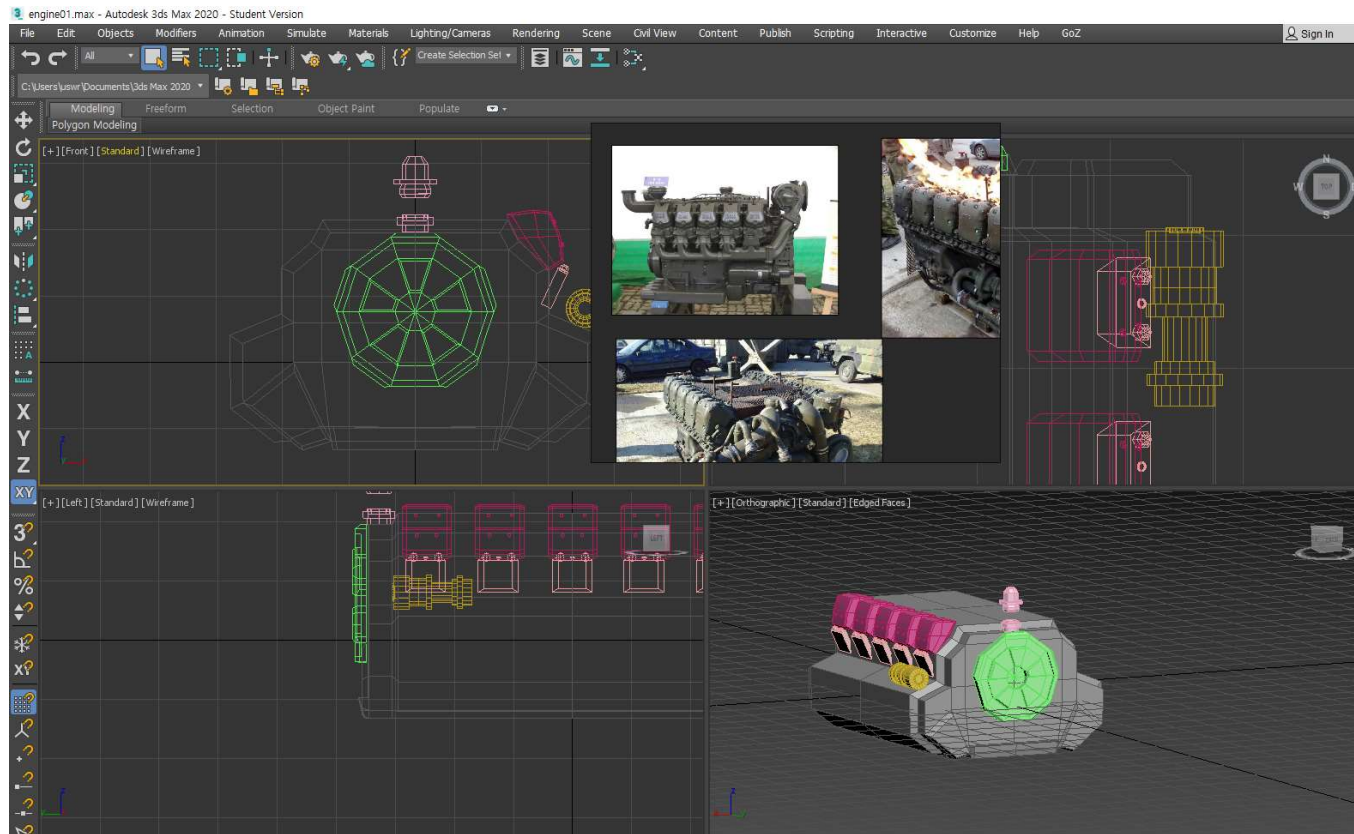 engine01.max - Autodesk 3ds Max 2020 - Student Version
File Edit Objects Modifiers Animation Simulate Materials Lighting/Cameras Rendering Scene Civil View Content Publish Scripting Interactive Customize Help GoZ Sign In
All Create Selection Set
C:\Users\uswr\Documents\3ds Max 2020
Modeling Freeform Selection Object Paint Populate
Polygon Modeling
[+] [Front] [Standard] [Wireframe]
N
W TOP
S
X
Y
Z
XY
[+] [Left] [Standard] [Wireframe]
LEFT
[+] [Orthographic] [Standard] [Edged Faces]
3
%
X
z
z